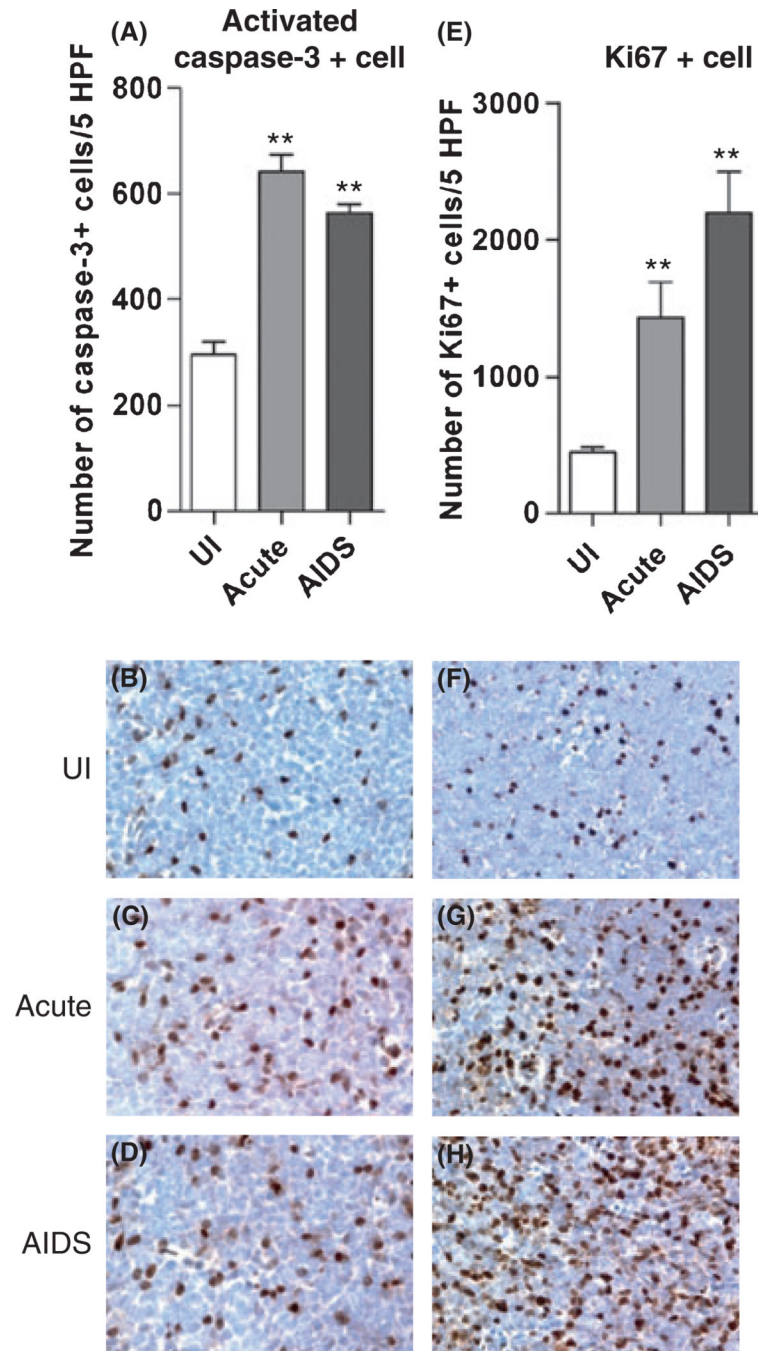 (A)
Activated
caspase-3 + cell
Number of caspase-3+ cells/5 HPF
800
600
400
200
0
**
**
UI
Acute
AIDS
(E)
Ki67 + cell
Number of Ki67+ cells/5 HPF
3000
2000
1000
0
**
**
UI
Acute
AIDS
UI
(B)
(F)
Acute
(C)
(G)
AIDS
(D)
(H)